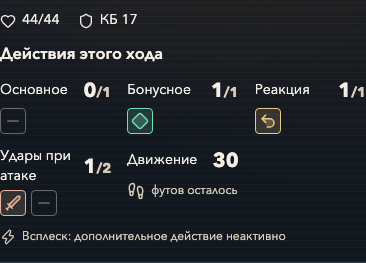 44/44 КБ 17
Действия этого хода
Основное 0/1 Бонусное 1/1 Реакция 1/1
Удары при атаке 1/2 Движение 30
футов осталось
Всплеск: дополнительное действие неактивно